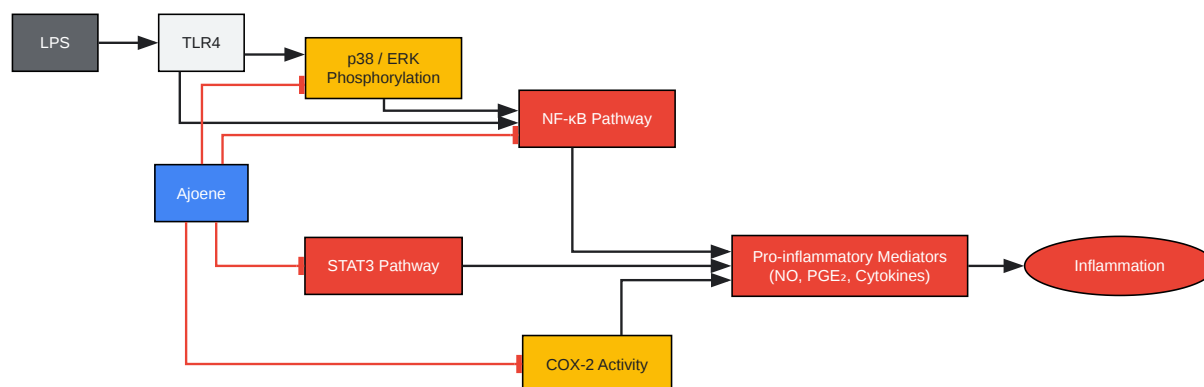 LPS
TLR4
p38 / ERK
Phosphorylation
NF-κB Pathway
Ajoene
STAT3 Pathway
Pro-inflammatory Mediators
(NO, PGE₂, Cytokines)
Inflammation
COX-2 Activity